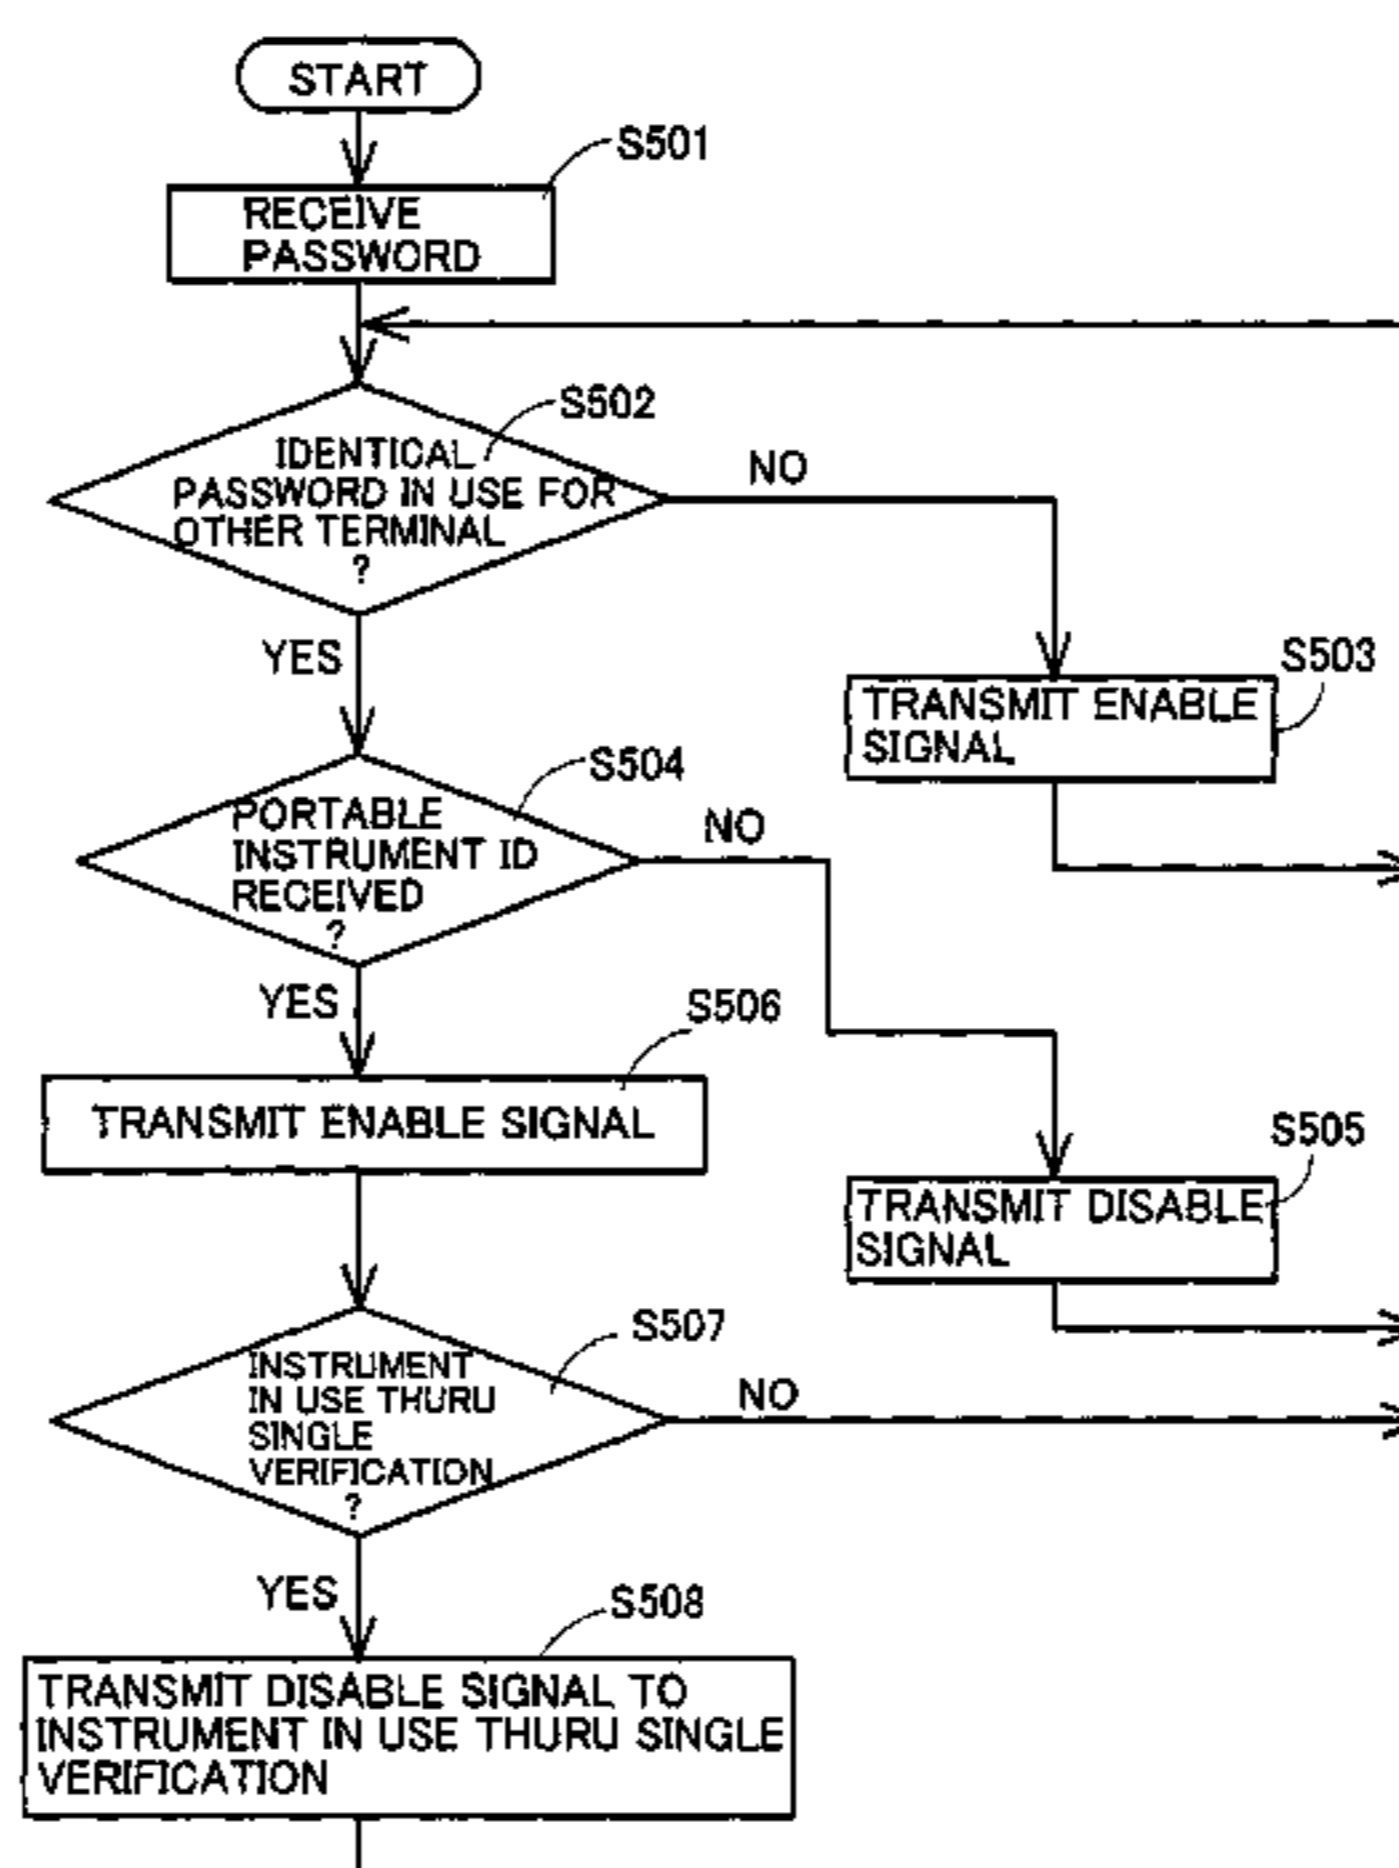 START
S501
RECEIVE
PASSWORD
S502
IDENTICAL
PASSWORD IN USE FOR
OTHER TERMINAL
?
NO
YES
S503
TRANSMIT ENABLE
SIGNAL
S504
PORTABLE
INSTRUMENT ID
RECEIVED
?
NO
YES
S506
TRANSMIT ENABLE SIGNAL
S505
TRANSMIT DISABLE
SIGNAL
S507
INSTRUMENT
IN USE THURU
SINGLE
VERIFICATION
?
NO
YES
S508
TRANSMIT DISABLE SIGNAL TO
INSTRUMENT IN USE THURU SINGLE
VERIFICATION